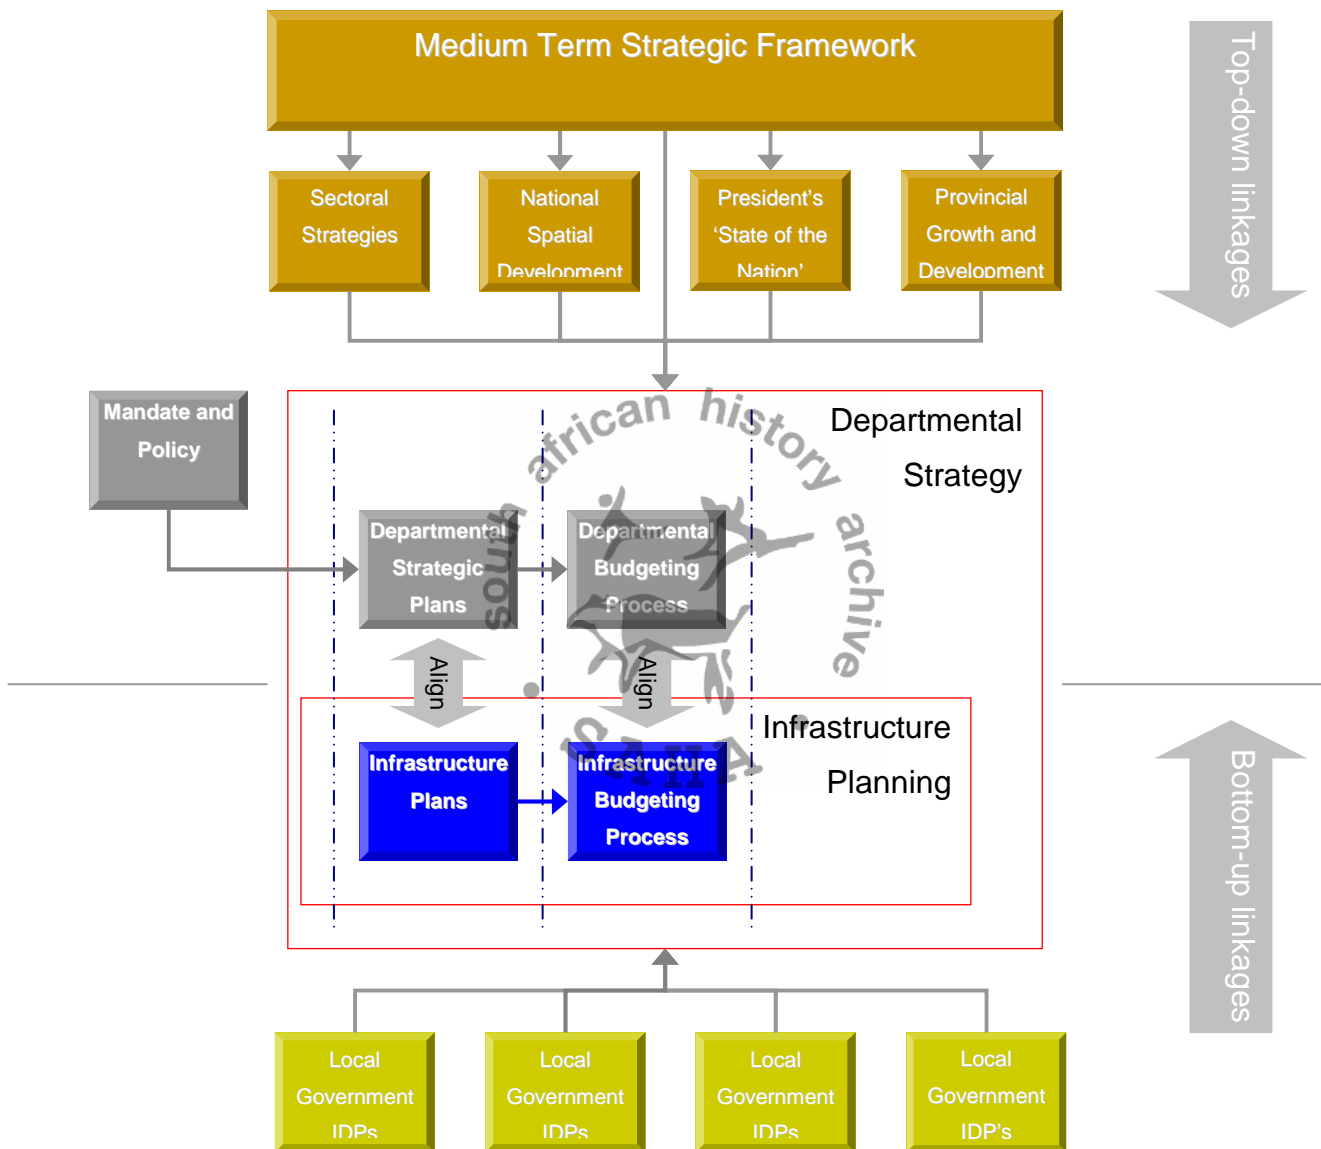 Medium Term Strategic Framework
Top-down linkages
Sectoral
Strategies
National
Spatial
Development
President's
'State of the
Nation'
Provincial
Growth and
Development
Mandate and
Policy
Departmental
Strategy
south african history archive
SAHA
Departmental
Strategic
Plans
Departmental
Budgeting
Process
Align
Align
Infrastructure
Planning
Infrastructure
Plans
Infrastructure
Budgeting
Process
Bottom-up linkages
Local
Government
IDPs
Local
Government
IDPs
Local
Government
IDPs
Local
Government
IDP's